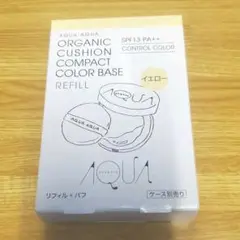 AQUA・AQUA
ORGANIC
CUSHION
COMPACT
COLOR BASE
REFILL
SPF13 PA++
CONTROL COLOR
イエロー
AQUA・AQUA
AQUA
リフィル+パフ
ケース別売り